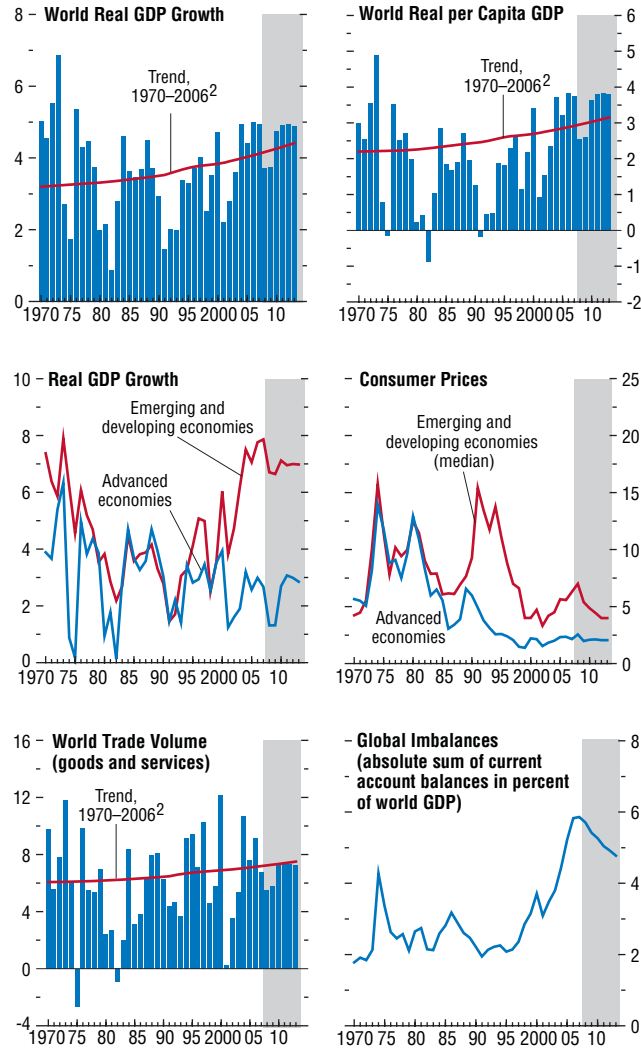 World Real GDP Growth
8
6
4
2
0
Trend,
1970–2006²
1970 75 80 85 90 95 2000 05 10
World Real per Capita GDP
6
5
4
3
2
1
0
-1
-2
Trend,
1970–2006²
1970 75 80 85 90 95 2000 05 10
Real GDP Growth
10
8
6
4
2
0
Emerging and
developing economies
Advanced
economies
1970 75 80 85 90 95 2000 05 10
Consumer Prices
25
20
15
10
5
0
Emerging and
developing economies
(median)
Advanced
economies
1970 75 80 85 90 95 2000 05 10
World Trade Volume
(goods and services)
16
12
8
4
0
-4
Trend,
1970–2006²
1970 75 80 85 90 95 2000 05 10
Global Imbalances
(absolute sum of current
account balances in percent
of world GDP)
8
6
4
2
0
1970 75 80 85 90 95 2000 05 10